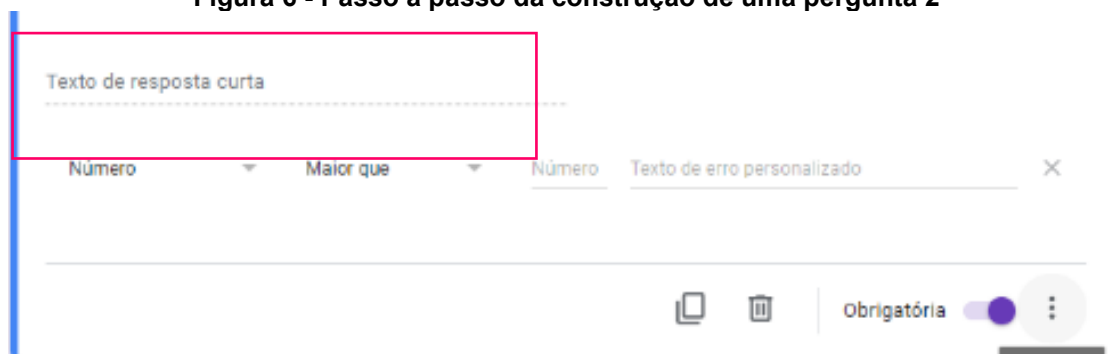 Figura 6 - Passo a passo da construção de uma pergunta 2
Texto de resposta curta
Número Maior que Número Texto de erro personalizado
Obrigatória